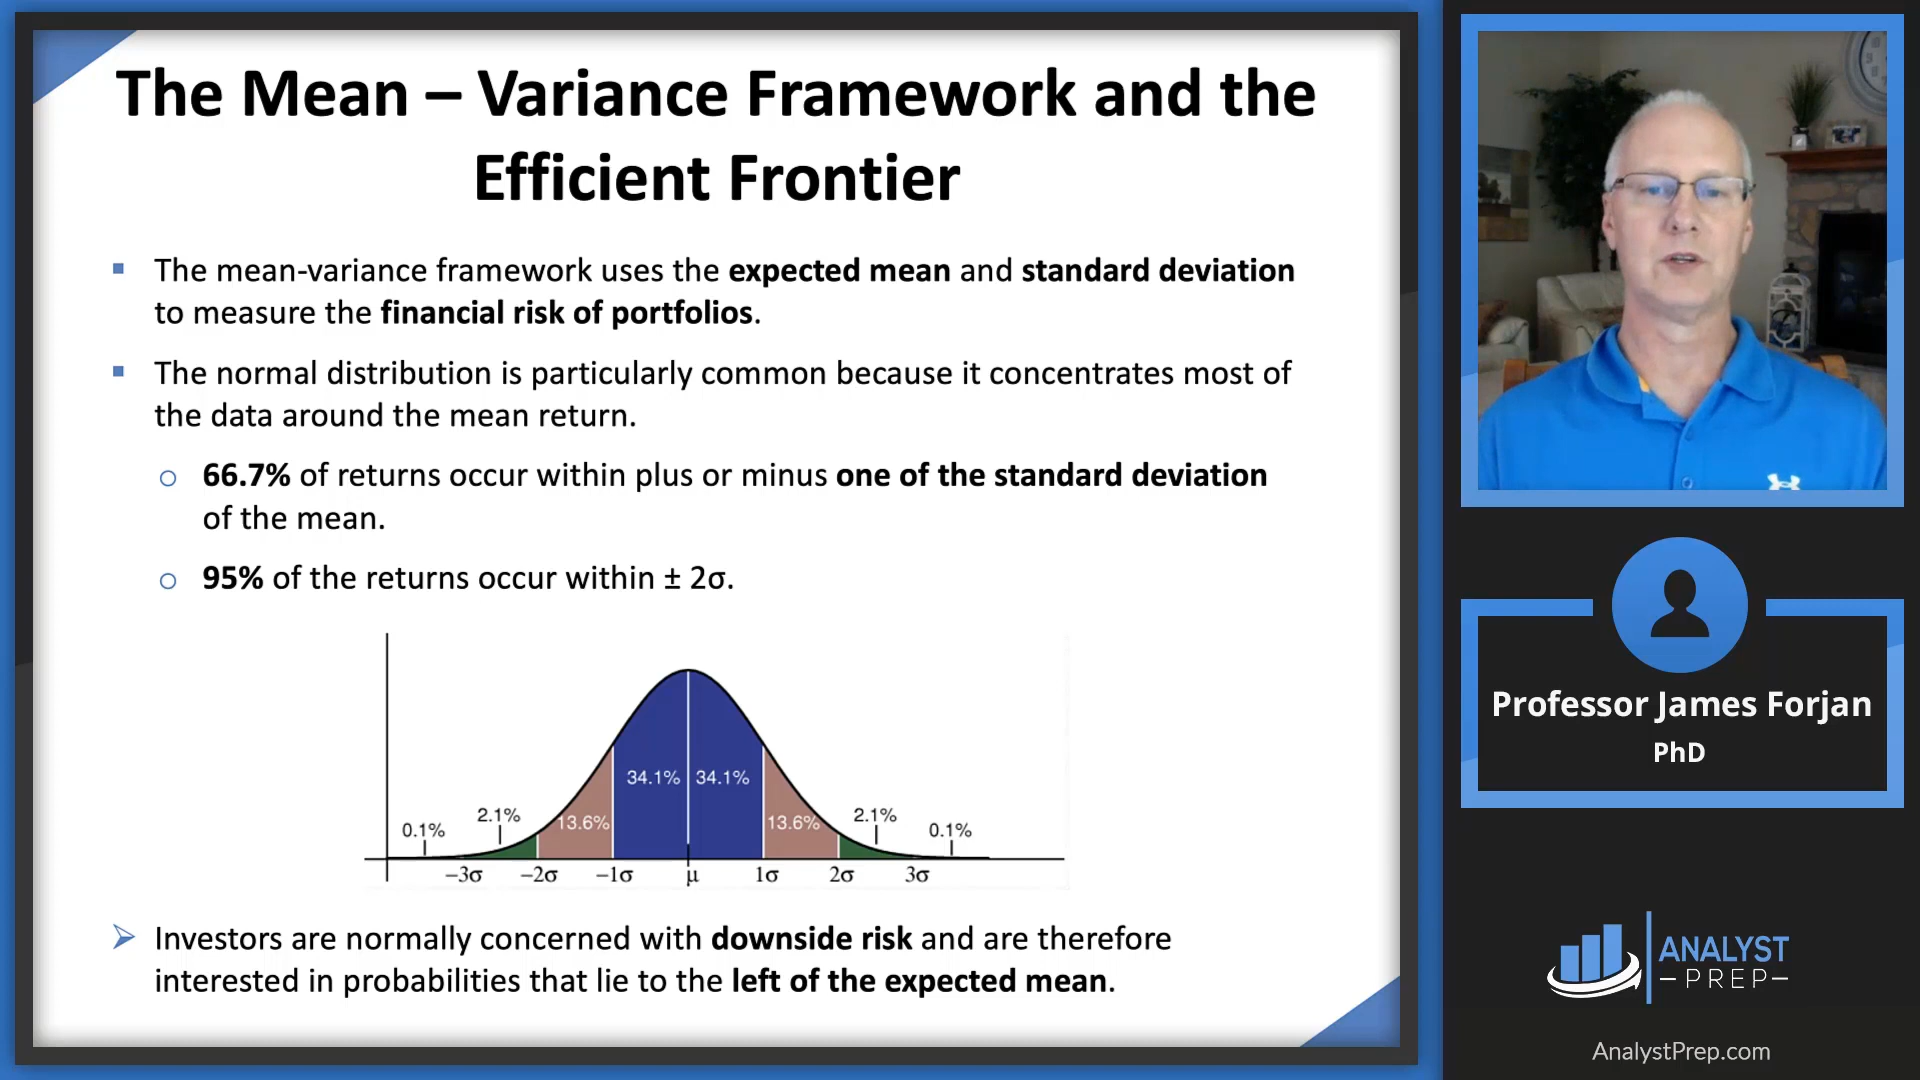 The Mean – Variance Framework and the
Efficient Frontier
The mean-variance framework uses the expected mean and standard deviation
to measure the financial risk of portfolios.
The normal distribution is particularly common because it concentrates most of
the data around the mean return.
66.7% of returns occur within plus or minus one of the standard deviation
of the mean.
95% of the returns occur within ± 2σ.
34.1% 34.1%
0.1% 2.1% 13.6% 13.6% 2.1% 0.1%
−3σ −2σ −1σ μ 1σ 2σ 3σ
Investors are normally concerned with downside risk and are therefore
interested in probabilities that lie to the left of the expected mean.
Professor James Forjan
PhD
ANALYST
PREP
AnalystPrep.com